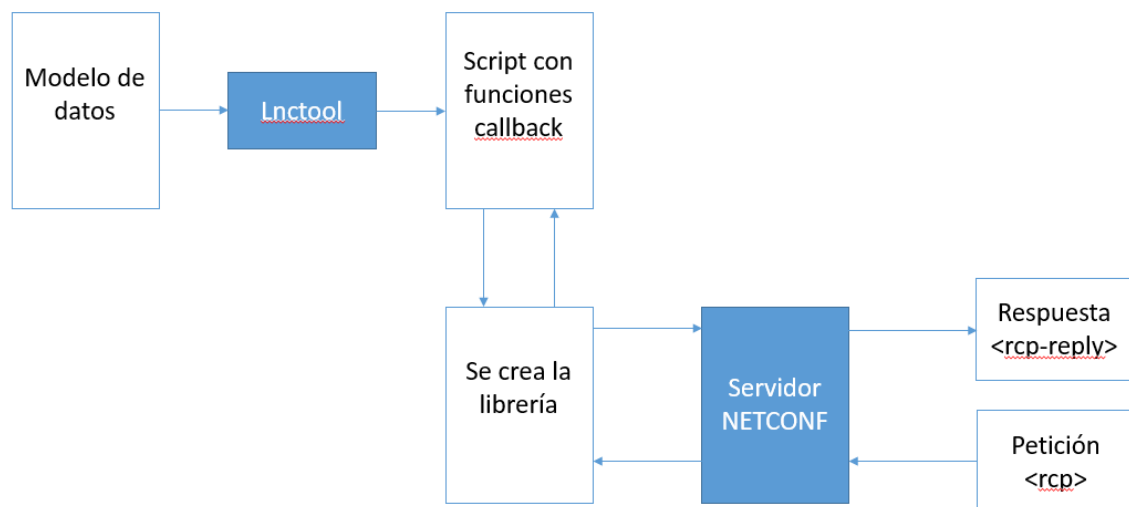 Modelo de
datos
Lnctool
Script con
funciones
callback
Se crea la
librería
Servidor
NETCONF
Respuesta
<rcp-reply>
Petición
<rcp>